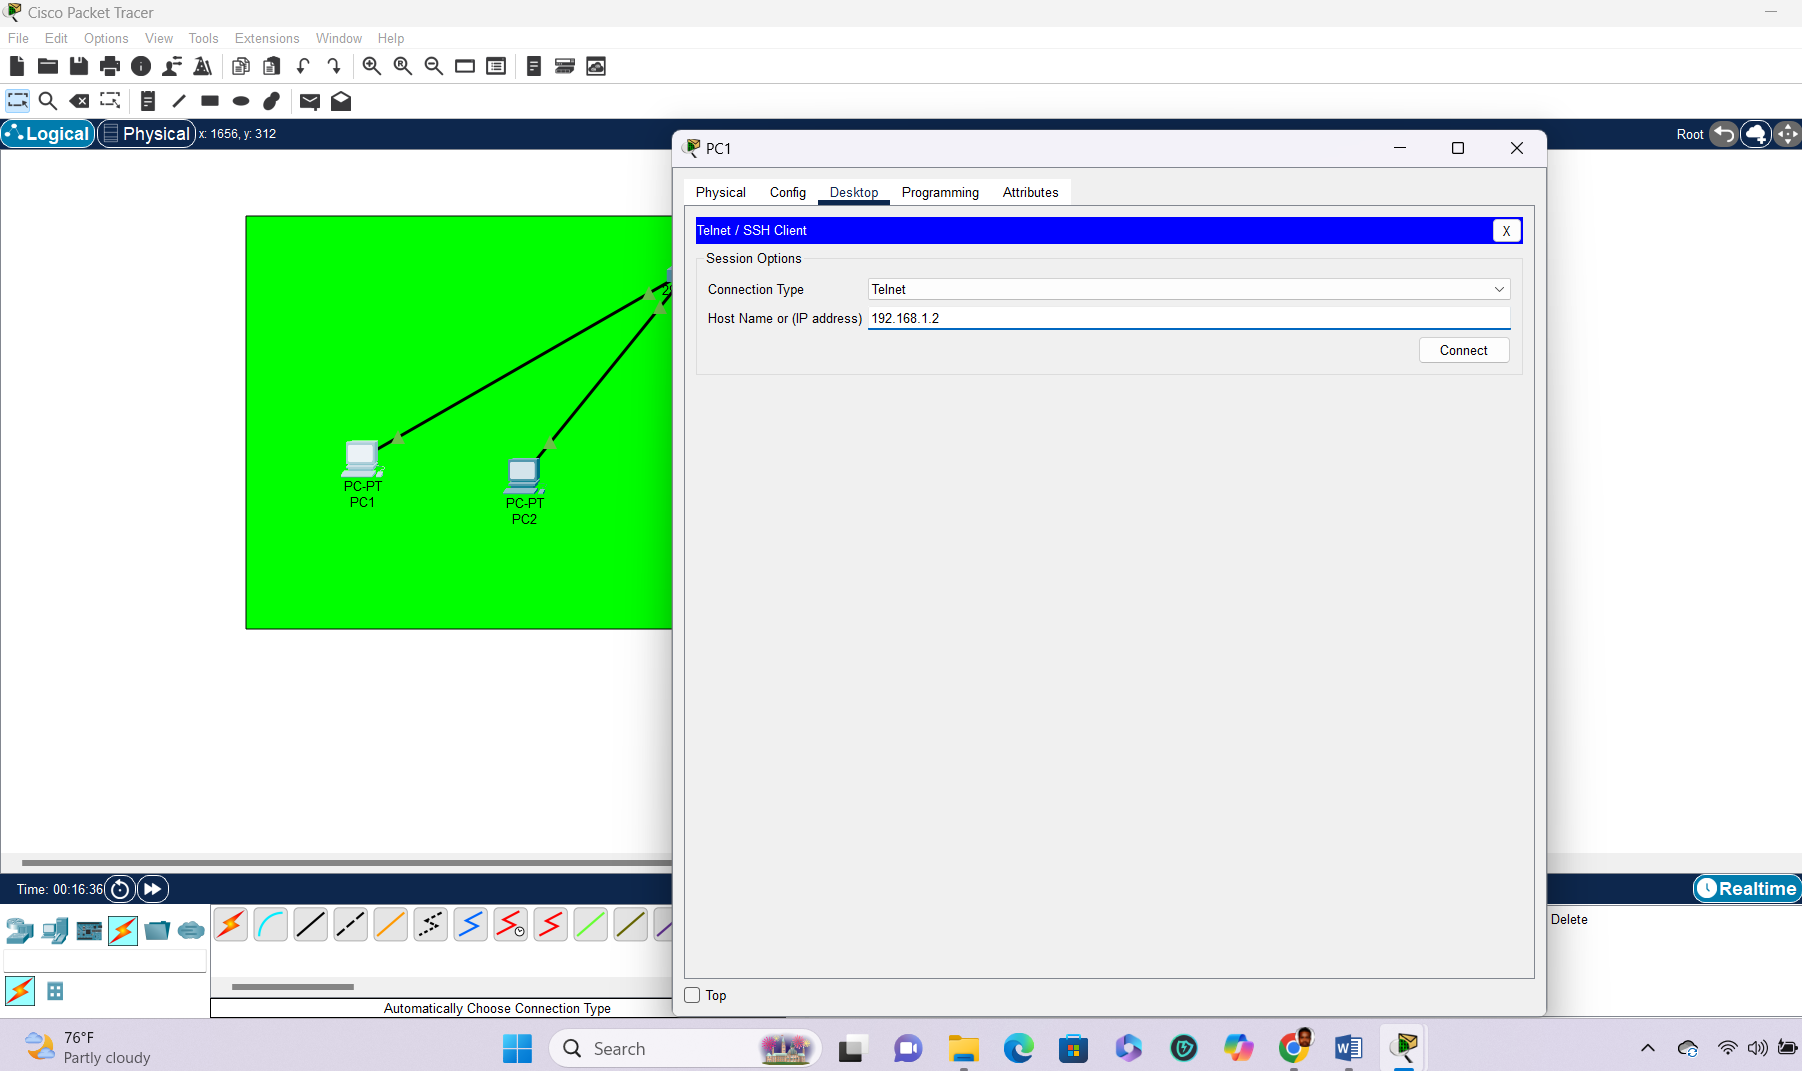 Cisco Packet Tracer
File Edit Options View Tools Extensions Window Help
Logical Physical x: 1656, y: 312 Root
PC1
Physical Config Desktop Programming Attributes
Telnet / SSH Client X
Session Options
Connection Type Telnet
Host Name or (IP address) 192.168.1.2
Connect
PC-PT
PC1
PC-PT
PC2
Time: 00:16:36 Realtime
Delete
Top
Automatically Choose Connection Type
76°F
Partly cloudy
Search